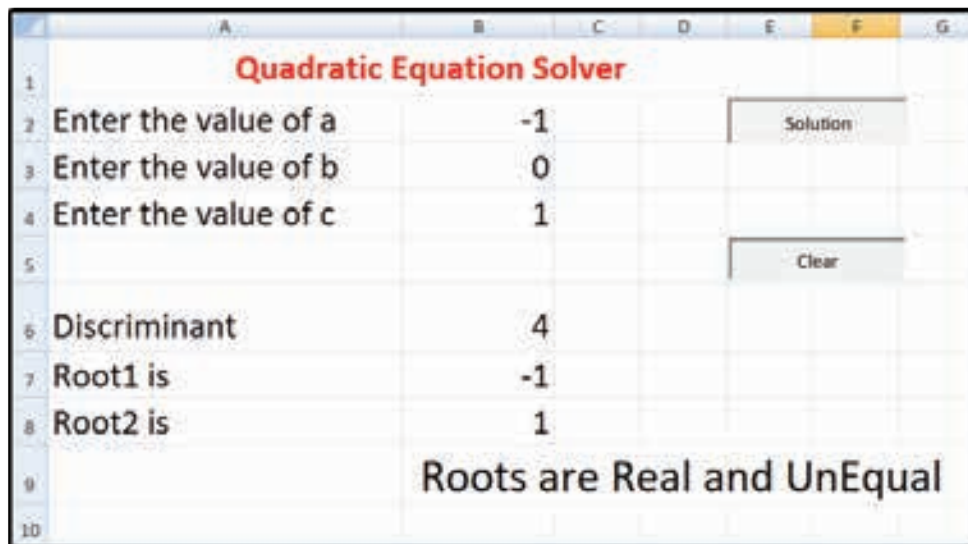 A B C D E F G
1 Quadratic Equation Solver
2 Enter the value of a -1 Solution
3 Enter the value of b 0
4 Enter the value of c 1
5 Clear
6 Discriminant 4
7 Root1 is -1
8 Root2 is 1
9 Roots are Real and UnEqual
10